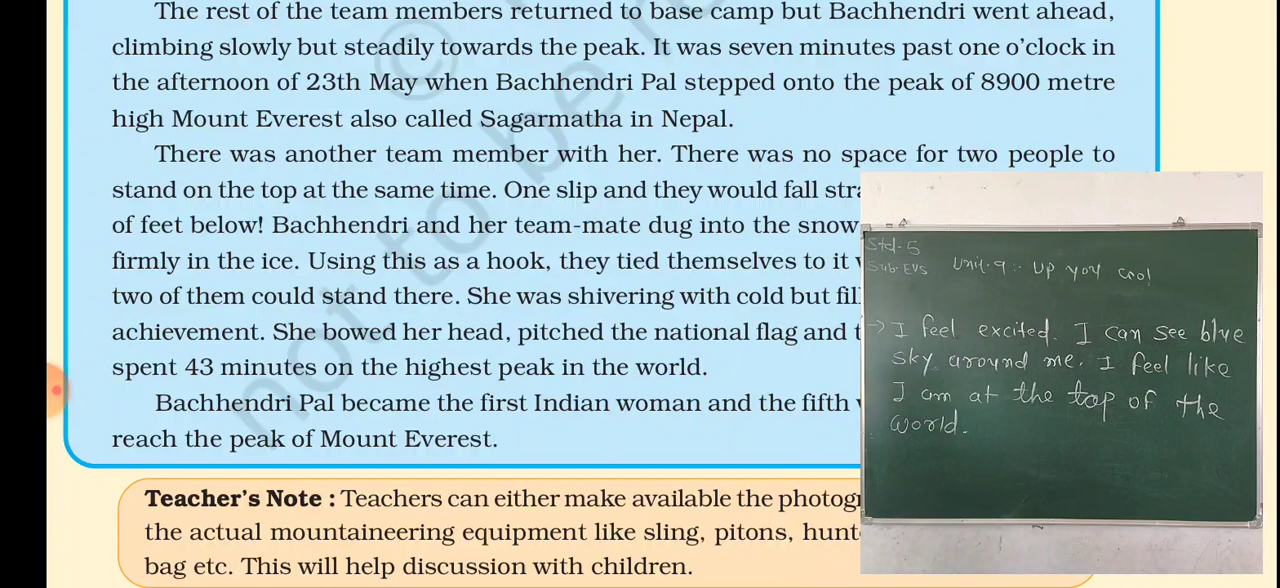 The rest of the team members returned to base camp but Bachhendri went ahead,
climbing slowly but steadily towards the peak. It was seven minutes past one o'clock in
the afternoon of 23th May when Bachhendri Pal stepped onto the peak of 8900 metre
high Mount Everest also called Sagarmatha in Nepal.
There was another team member with her. There was no space for two people to
stand on the top at the same time. One slip and they would fall
of feet below! Bachhendri and her team-mate dug into the snow
firmly in the ice. Using this as a hook, they tied themselves to it
two of them could stand there. She was shivering with cold but
achievement. She bowed her head, pitched the national flag and
spent 43 minutes on the highest peak in the world.
Bachhendri Pal became the first Indian woman and the fifth
reach the peak of Mount Everest.
Teacher's Note : Teachers can either make available the
the actual mountaineering equipment like sling, pitons,
bag etc. This will help discussion with children.
not to be
©
Std-5
Sub-EVS
Unit-9 :- Up you
→ I feel excited. I can see blue
sky around me. I feel like
I am at the top of the
world.